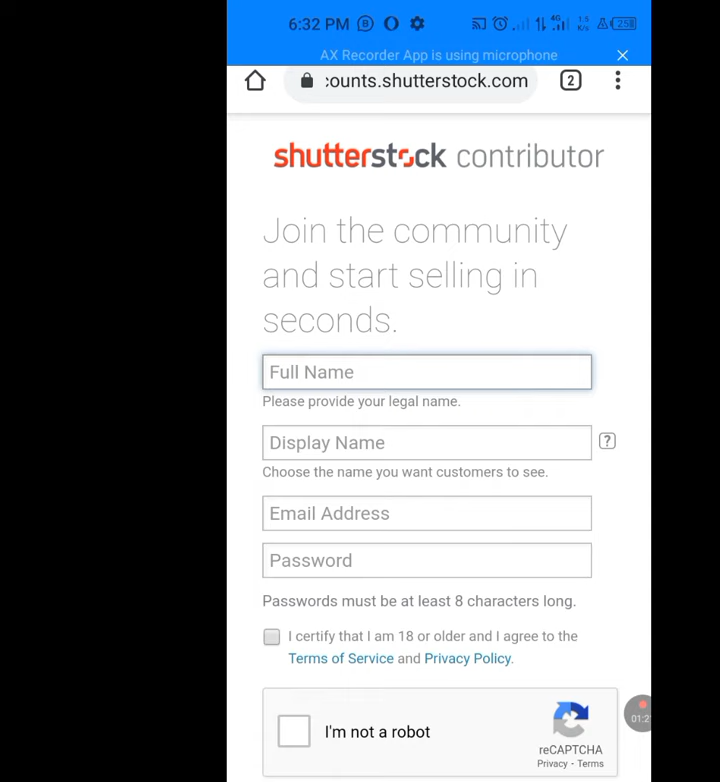 6:32 PM
AX Recorder App is using microphone
counts.shutterstock.com
2
shutterstock contributor
Join the community
and start selling in
seconds.
Full Name
Please provide your legal name.
Display Name
?
Choose the name you want customers to see.
Email Address
Password
Passwords must be at least 8 characters long.
I certify that I am 18 or older and I agree to the
Terms of Service and Privacy Policy.
I'm not a robot
reCAPTCHA
Privacy - Terms